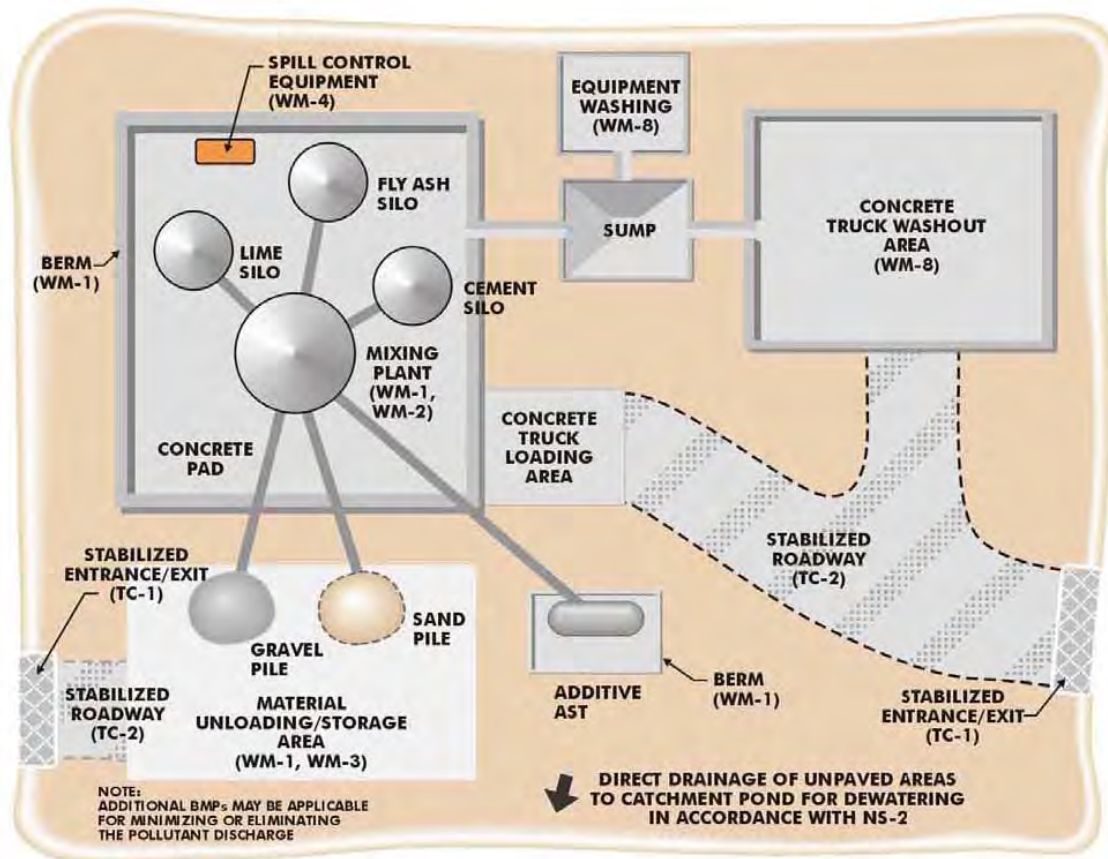 SPILL CONTROL
EQUIPMENT
(WM-4)
EQUIPMENT
WASHING
(WM-8)
FLY ASH
SILO
CONCRETE
TRUCK WASHOUT
AREA
(WM-8)
SUMP
BERM
(WM-1)
LIME
SILO
CEMENT
SILO
MIXING
PLANT
(WM-1,
WM-2)
CONCRETE
PAD
CONCRETE
TRUCK
LOADING
AREA
STABILIZED
ENTRANCE/EXIT
(TC-1)
STABILIZED
ROADWAY
(TC-2)
GRAVEL
PILE
SAND
PILE
STABILIZED
ROADWAY
(TC-2)
MATERIAL
UNLOADING/STORAGE
AREA
(WM-1, WM-3)
ADDITIVE
AST
BERM
(WM-1)
STABILIZED
ENTRANCE/EXIT
(TC-1)
NOTE:
ADDITIONAL BMPs MAY BE APPLICABLE
FOR MINIMIZING OR ELIMINATING
THE POLLUTANT DISCHARGE
DIRECT DRAINAGE OF UNPAVED AREAS
TO CATCHMENT POND FOR DEWATERING
IN ACCORDANCE WITH NS-2